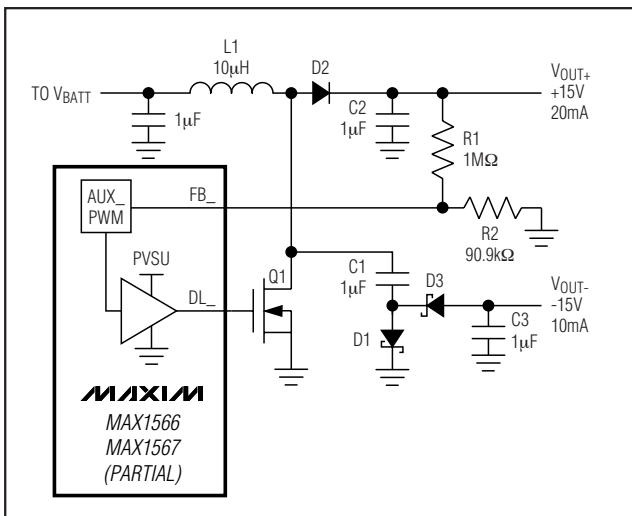 L1
10μH
D2
TO VBATT
1μF
C2
1μF
VOUT+
+15V
20mA
R1
1MΩ
AUX_
PWM
FB_
R2
90.9kΩ
PVSU
DL_
Q1
C1
1μF
D3
VOUT-
-15V
10mA
D1
C3
1μF
MAXIM
MAX1566
MAX1567
(PARTIAL)